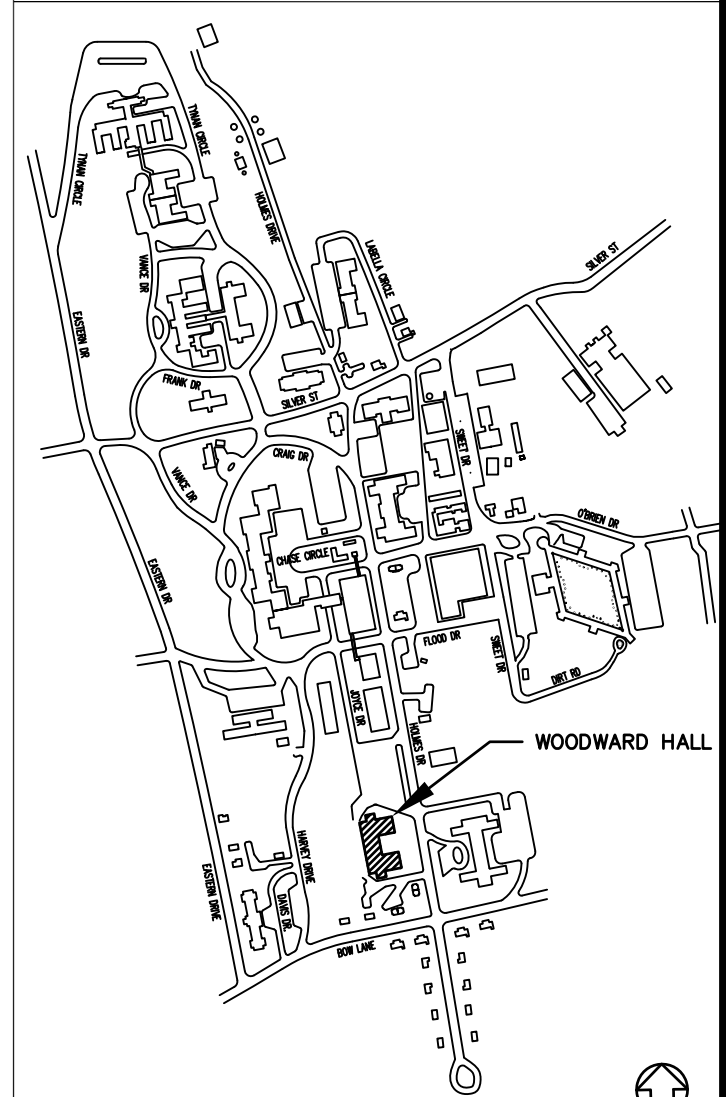 TYNAN CIRCLE
TYNAN CIRCLE
HOLMES DRIVE
LABELLA CIRCLE
SILVER ST
VANCE DR
EASTERN DR
FRANK DR
SILVER ST
SWEET DR
CRAIG DR
VANCE DR
O'BRIEN DR
CHASE CIRCLE
EASTERN DR
FLOOD DR
SWEET DR
DIRT RD
JOYCE DR
HOLMES DR
WOODWARD HALL
HARVEY DRIVE
EASTERN DRIVE
DAVIS DR.
BOW LANE